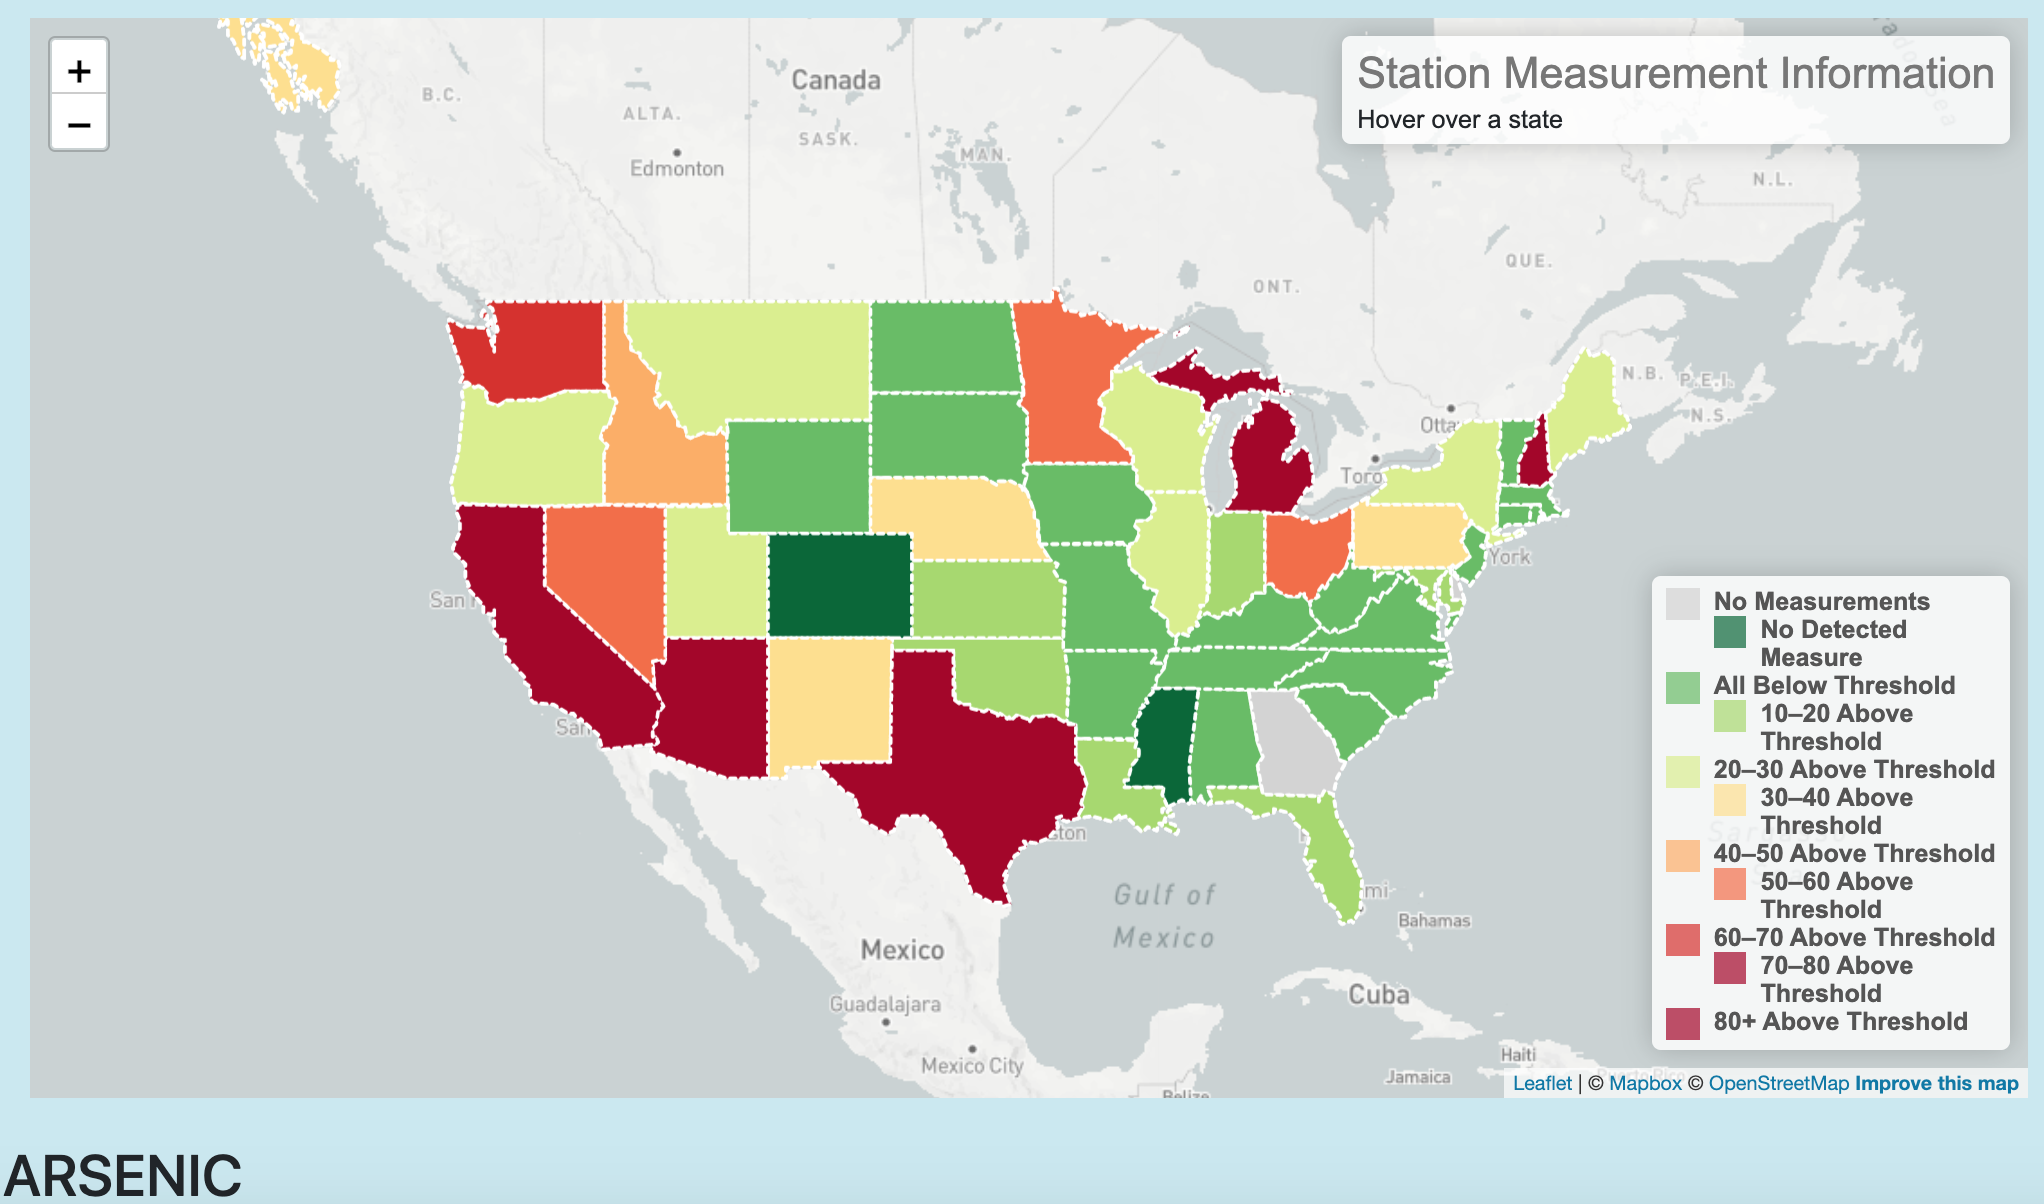 +
Canada
Station Measurement Information
B.C.
ALTA.
Hover over a state
−
SASK.
MAN.
Edmonton
N.L.
QUE.
ONT.
N.B.
P.E.I.
N.S.
Otta
Toro
York
San
San
ton
mi
Gulf of
Mexico
Bahamas
Mexico
Cuba
Guadalajara
Mexico City
Haiti
Jamaica
Puerto Rico
Belize
No Measurements
No Detected
Measure
All Below Threshold
10–20 Above
Threshold
20–30 Above Threshold
30–40 Above
Threshold
40–50 Above Threshold
50–60 Above
Threshold
60–70 Above Threshold
70–80 Above
Threshold
80+ Above Threshold
Leaflet | © Mapbox © OpenStreetMap Improve this map
ARSENIC